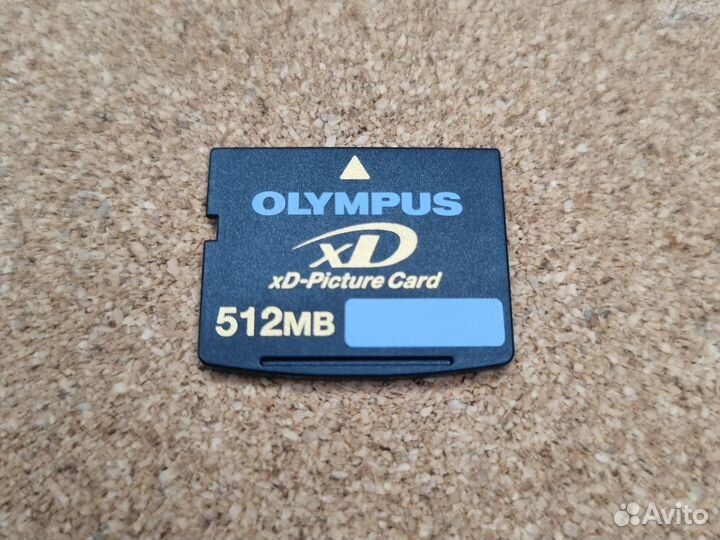 OLYMPUS
xD
xD-Picture Card
512MB
Avito